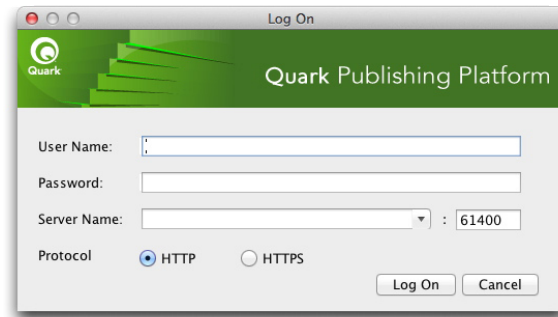 Log On
Quark
Quark Publishing Platform
User Name:
Password:
Server Name: : 61400
Protocol HTTP HTTPS
Log On Cancel